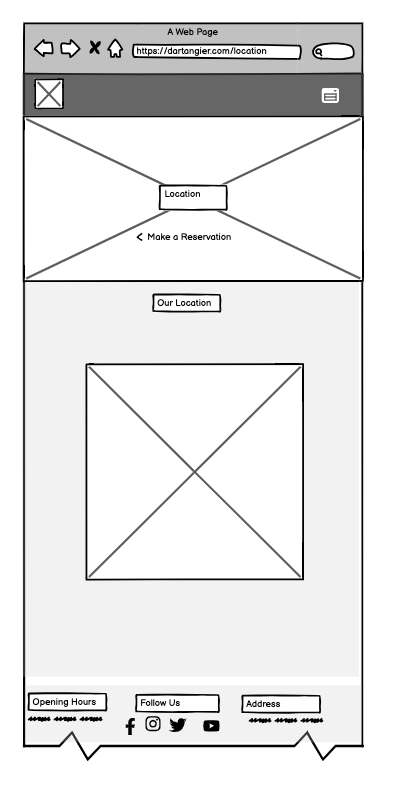 A Web Page
https://dartangier.com/location
Location
< Make a Reservation
Our Location
Opening Hours
Follow Us
Address